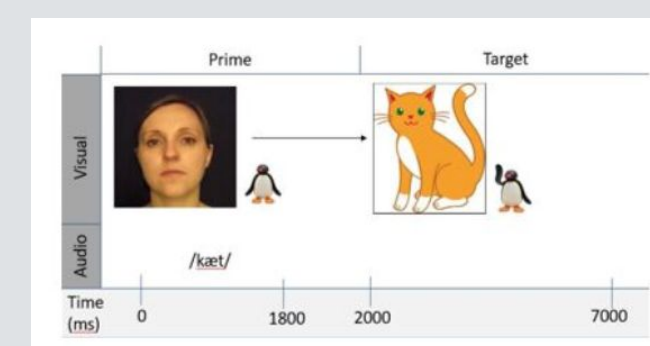 Prime Target
Visual
Audio
/kæt/
Time
(ms) 0 1800 2000 7000